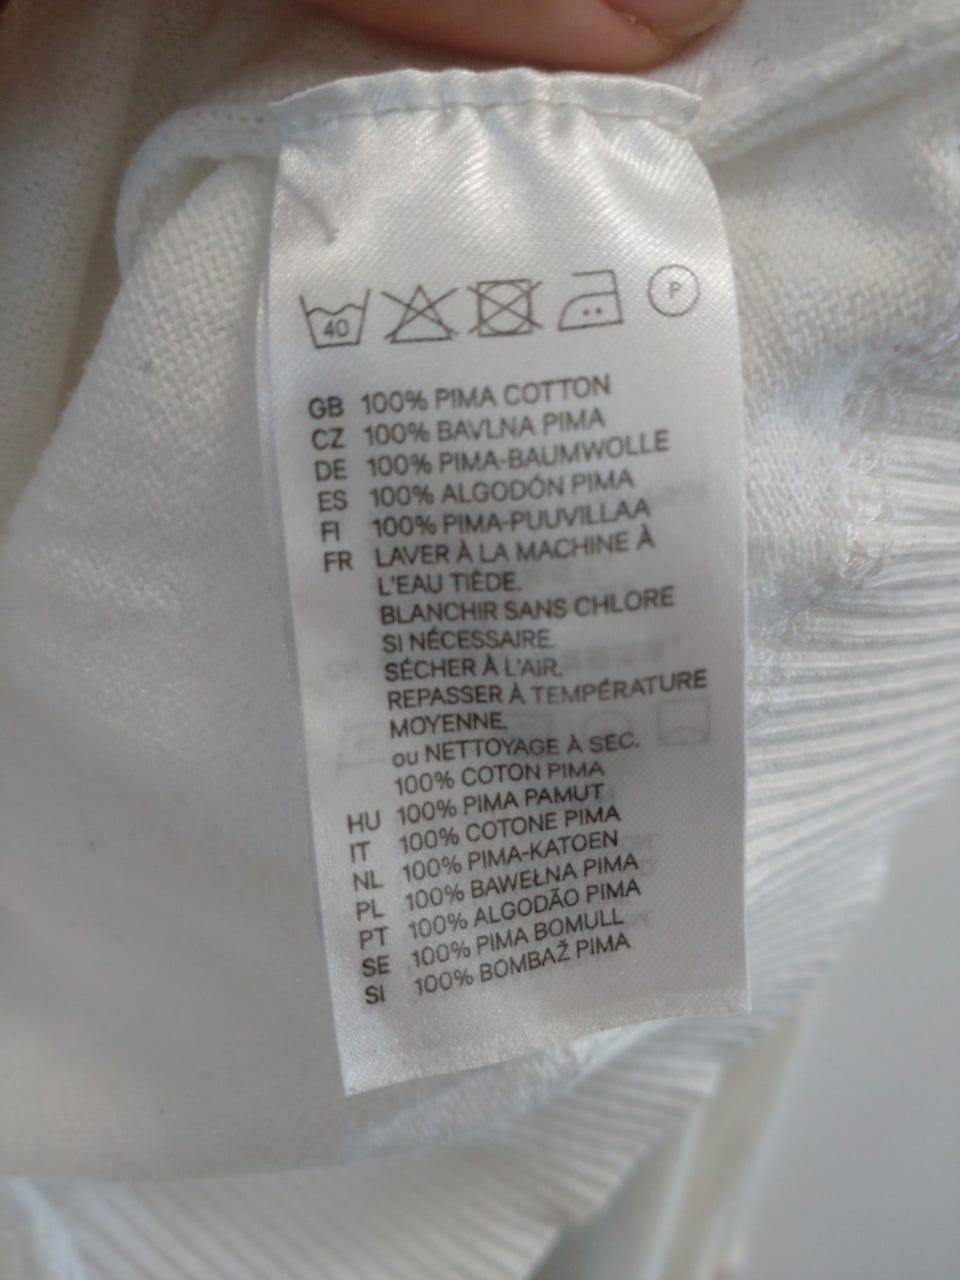 40
P
GB 100% PIMA COTTON
CZ 100% BAVLNA PIMA
DE 100% PIMA-BAUMWOLLE
ES 100% ALGODÓN PIMA
FI 100% PIMA-PUUVILLAA
FR LAVER À LA MACHINE À
L'EAU TIÈDE.
BLANCHIR SANS CHLORE
SI NÉCESSAIRE.
SÉCHER À L'AIR.
REPASSER À TEMPÉRATURE
MOYENNE.
ou NETTOYAGE À SEC.
100% COTON PIMA
HU 100% PIMA PAMUT
IT 100% COTONE PIMA
NL 100% PIMA-KATOEN
PL 100% BAWEŁNA PIMA
PT 100% ALGODÃO PIMA
SE 100% PIMA BOMULL
SI 100% BOMBAŽ PIMA